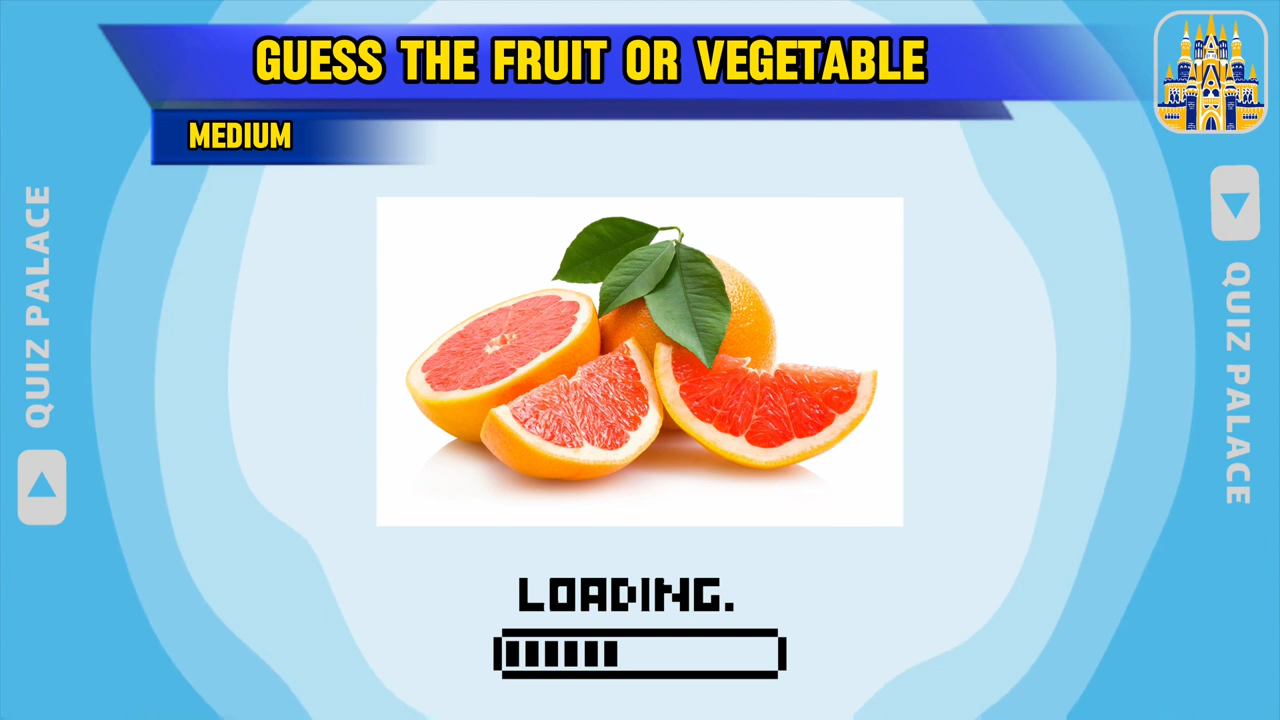 GUESS THE FRUIT OR VEGETABLE
MEDIUM
QUIZ PALACE
QUIZ PALACE
LOADING.